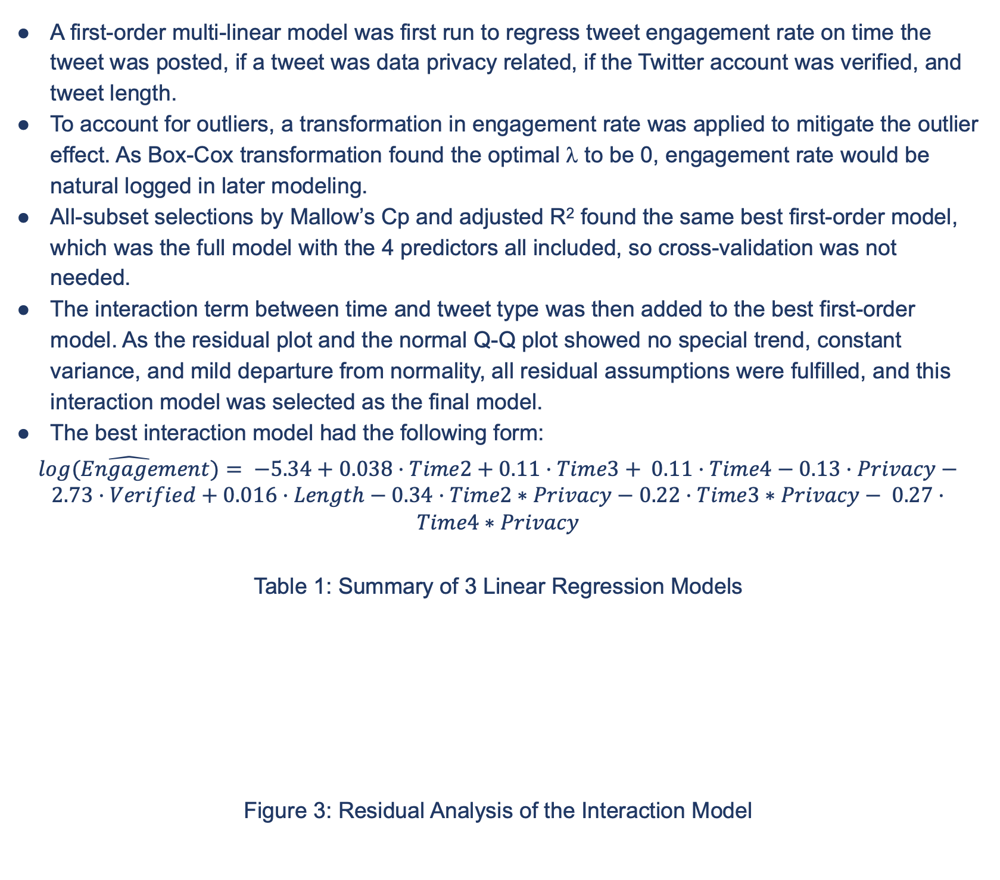 ● A first-order multi-linear model was first run to regress tweet engagement rate on time the
tweet was posted, if a tweet was data privacy related, if the Twitter account was verified, and
tweet length.
● To account for outliers, a transformation in engagement rate was applied to mitigate the outlier
effect. As Box-Cox transformation found the optimal λ to be 0, engagement rate would be
natural logged in later modeling.
● All-subset selections by Mallow’s Cp and adjusted R² found the same best first-order model,
which was the full model with the 4 predictors all included, so cross-validation was not
needed.
● The interaction term between time and tweet type was then added to the best first-order
model. As the residual plot and the normal Q-Q plot showed no special trend, constant
variance, and mild departure from normality, all residual assumptions were fulfilled, and this
interaction model was selected as the final model.
● The best interaction model had the following form:
log(Engagement)̂ = −5.34 + 0.038 · Time2 + 0.11 · Time3 + 0.11 · Time4 − 0.13 · Privacy −
2.73 · Verified + 0.016 · Length − 0.34 · Time2 ∗ Privacy − 0.22 · Time3 ∗ Privacy − 0.27 ·
Time4 ∗ Privacy
Table 1: Summary of 3 Linear Regression Models
Figure 3: Residual Analysis of the Interaction Model